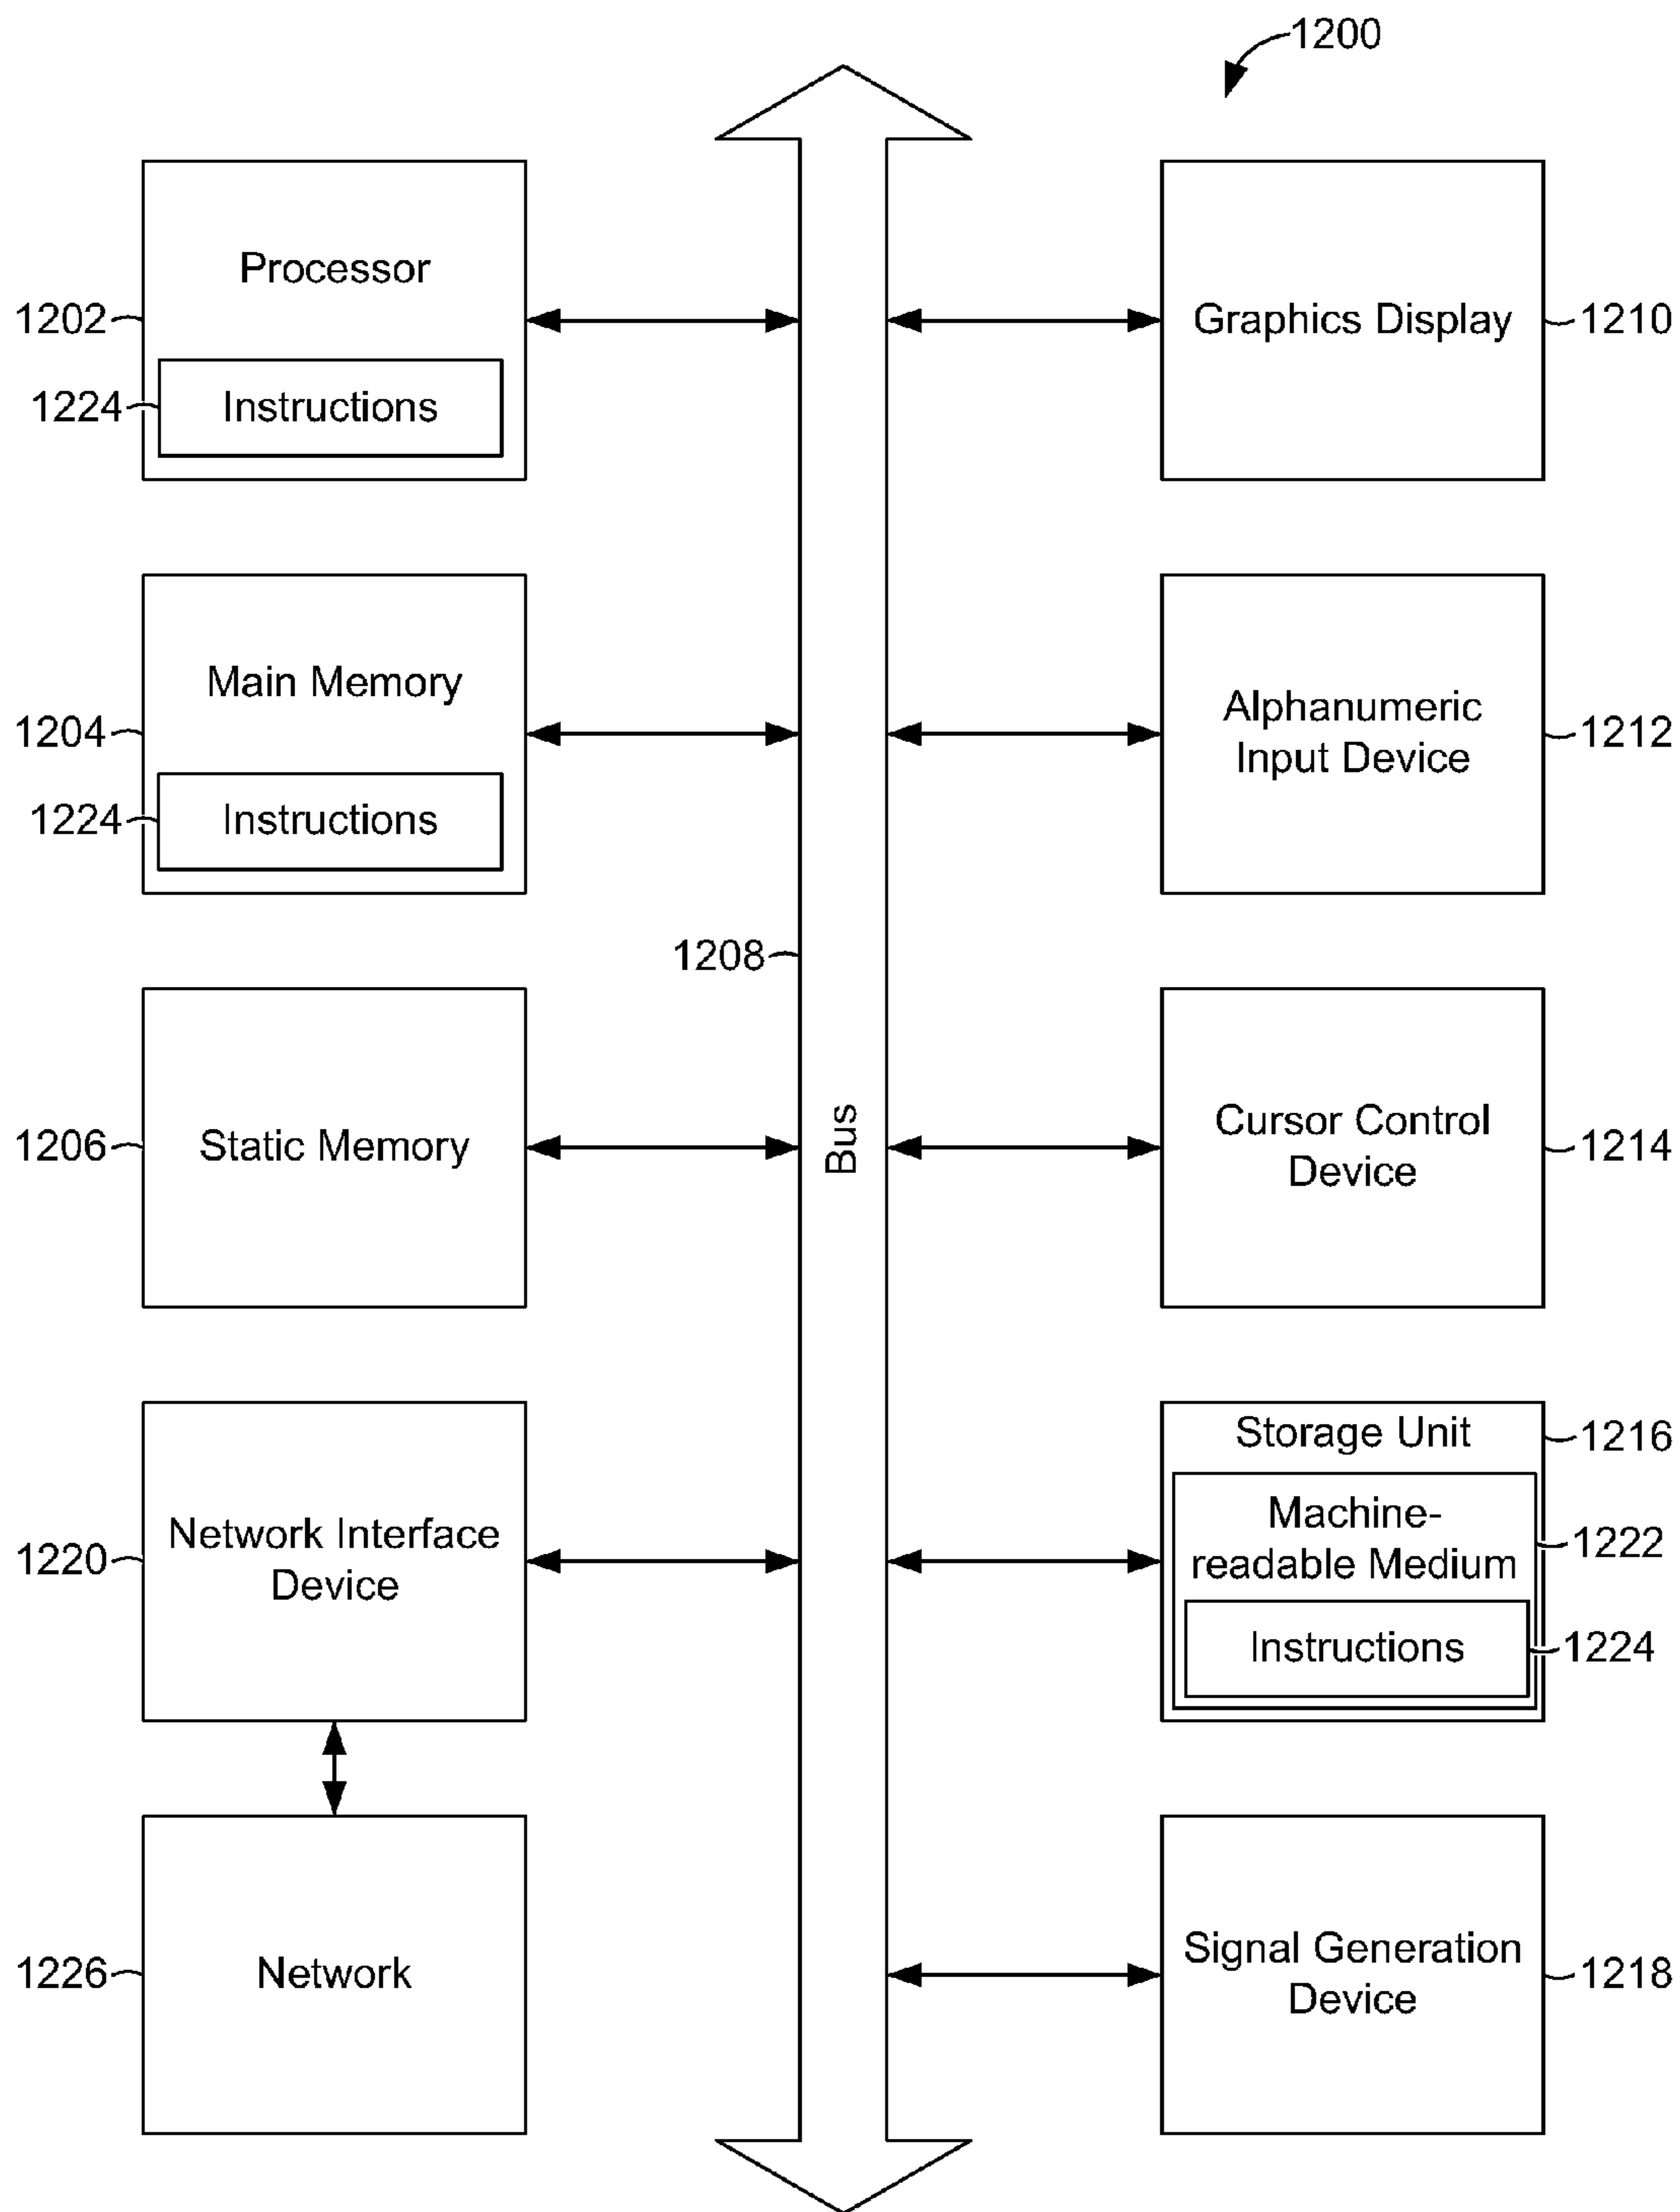 1200
Processor
1202
1224
Instructions
Graphics Display
1210
Main Memory
1204
1224
Instructions
Alphanumeric
Input Device
1212
1208
Bus
Static Memory
1206
Cursor Control
Device
1214
Network Interface
Device
1220
Storage Unit
1216
Machine-
readable Medium
1222
Instructions
1224
Network
1226
Signal Generation
Device
1218